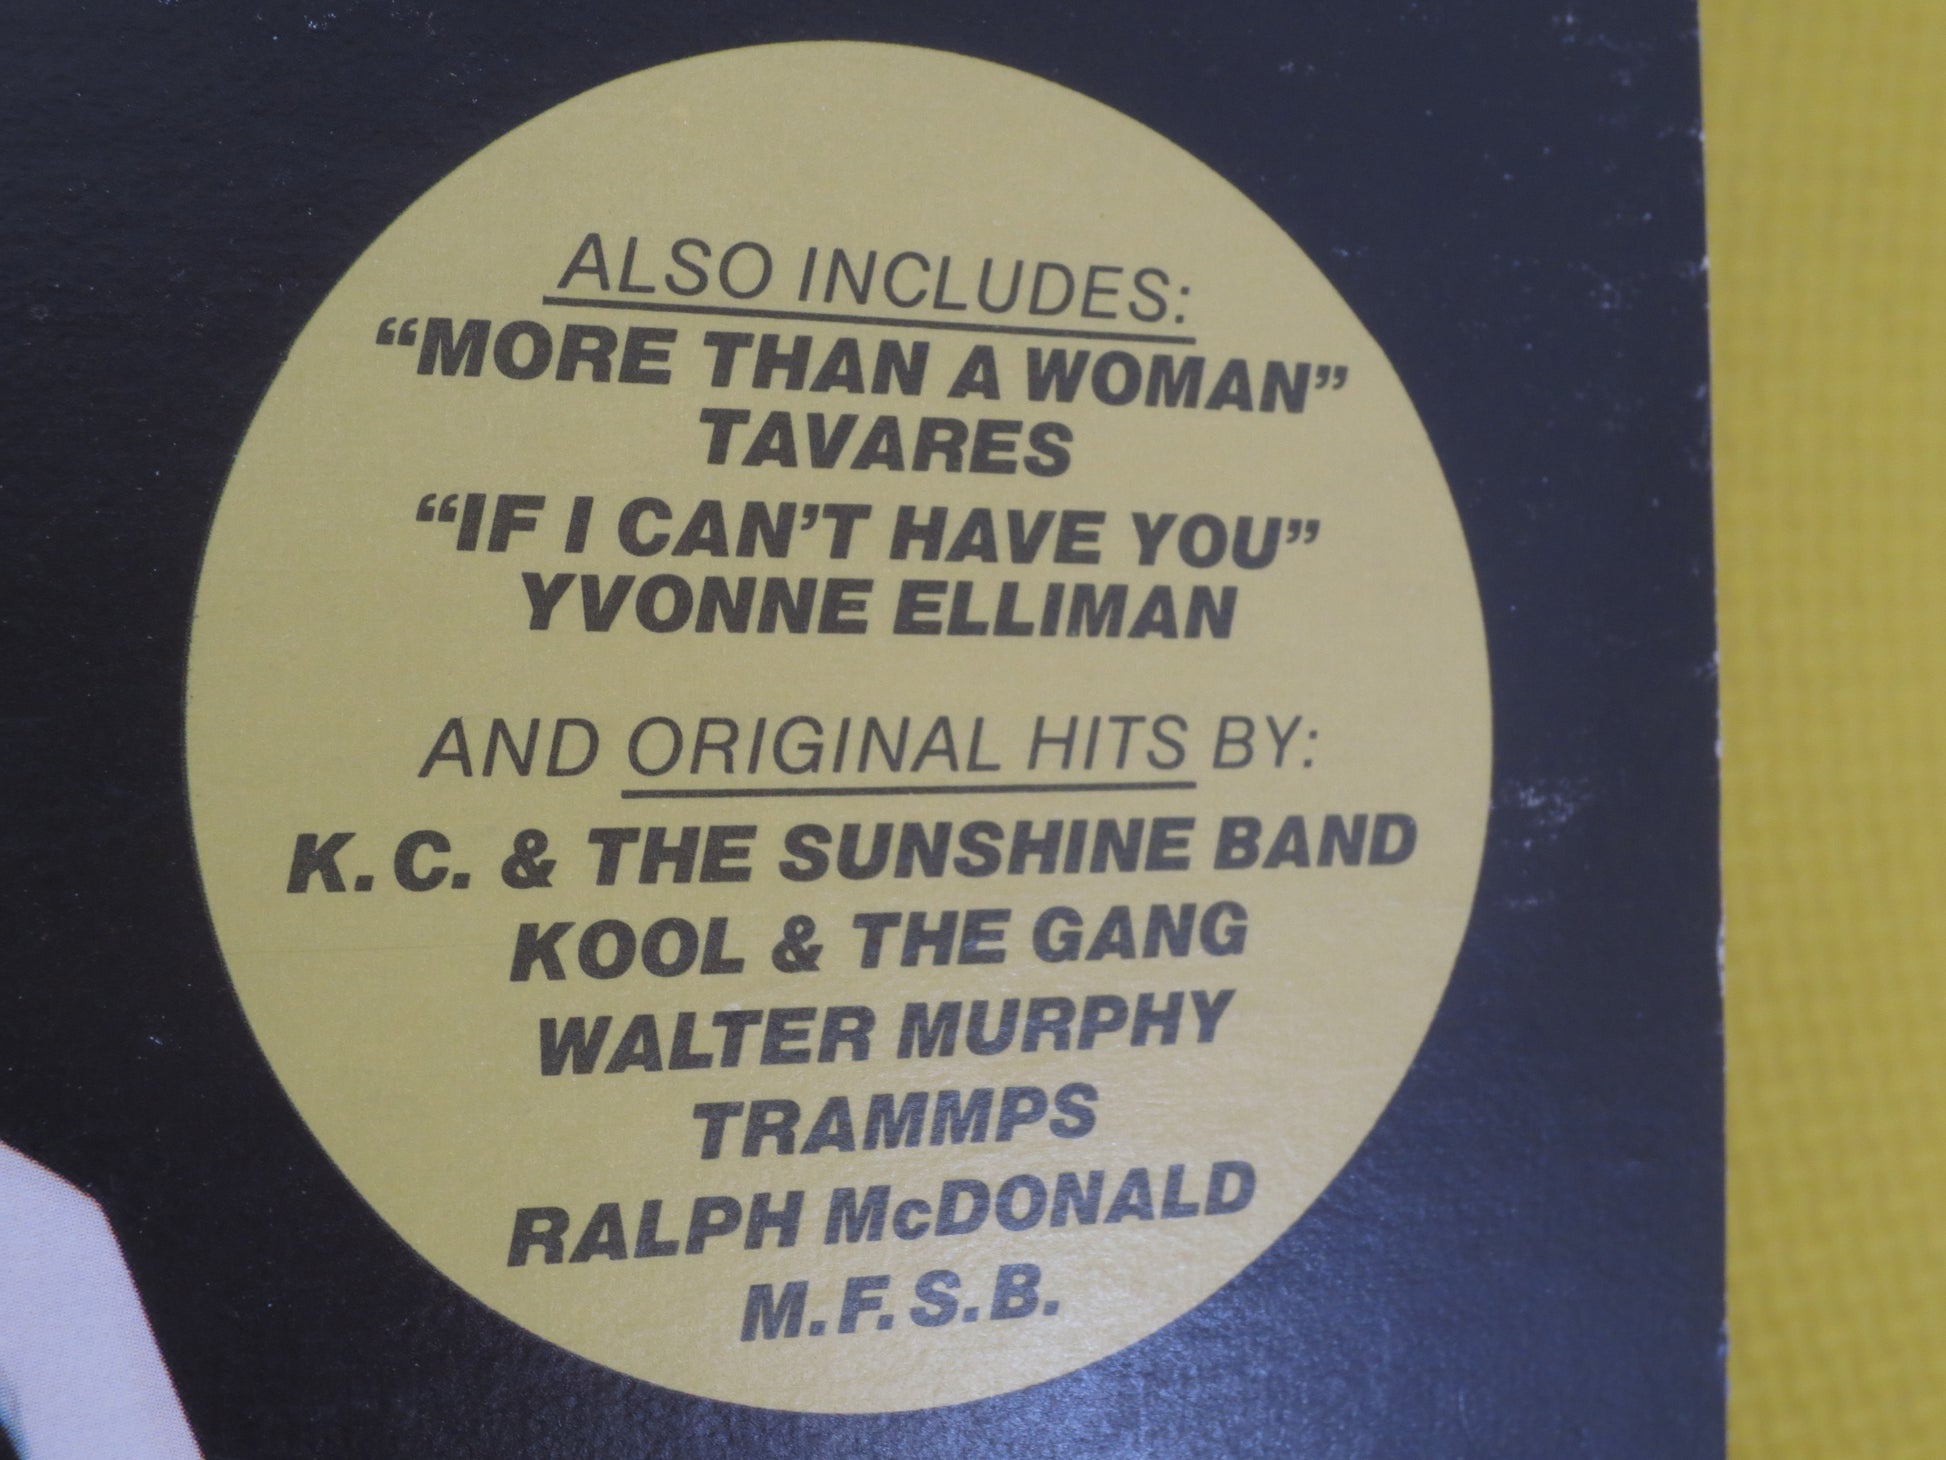 ALSO INCLUDES:
“MORE THAN A WOMAN”
TAVARES
“IF I CAN’T HAVE YOU”
YVONNE ELLIMAN
AND ORIGINAL HITS BY:
K.C. & THE SUNSHINE BAND
KOOL & THE GANG
WALTER MURPHY
TRAMMPS
RALPH McDONALD
M.F.S.B.